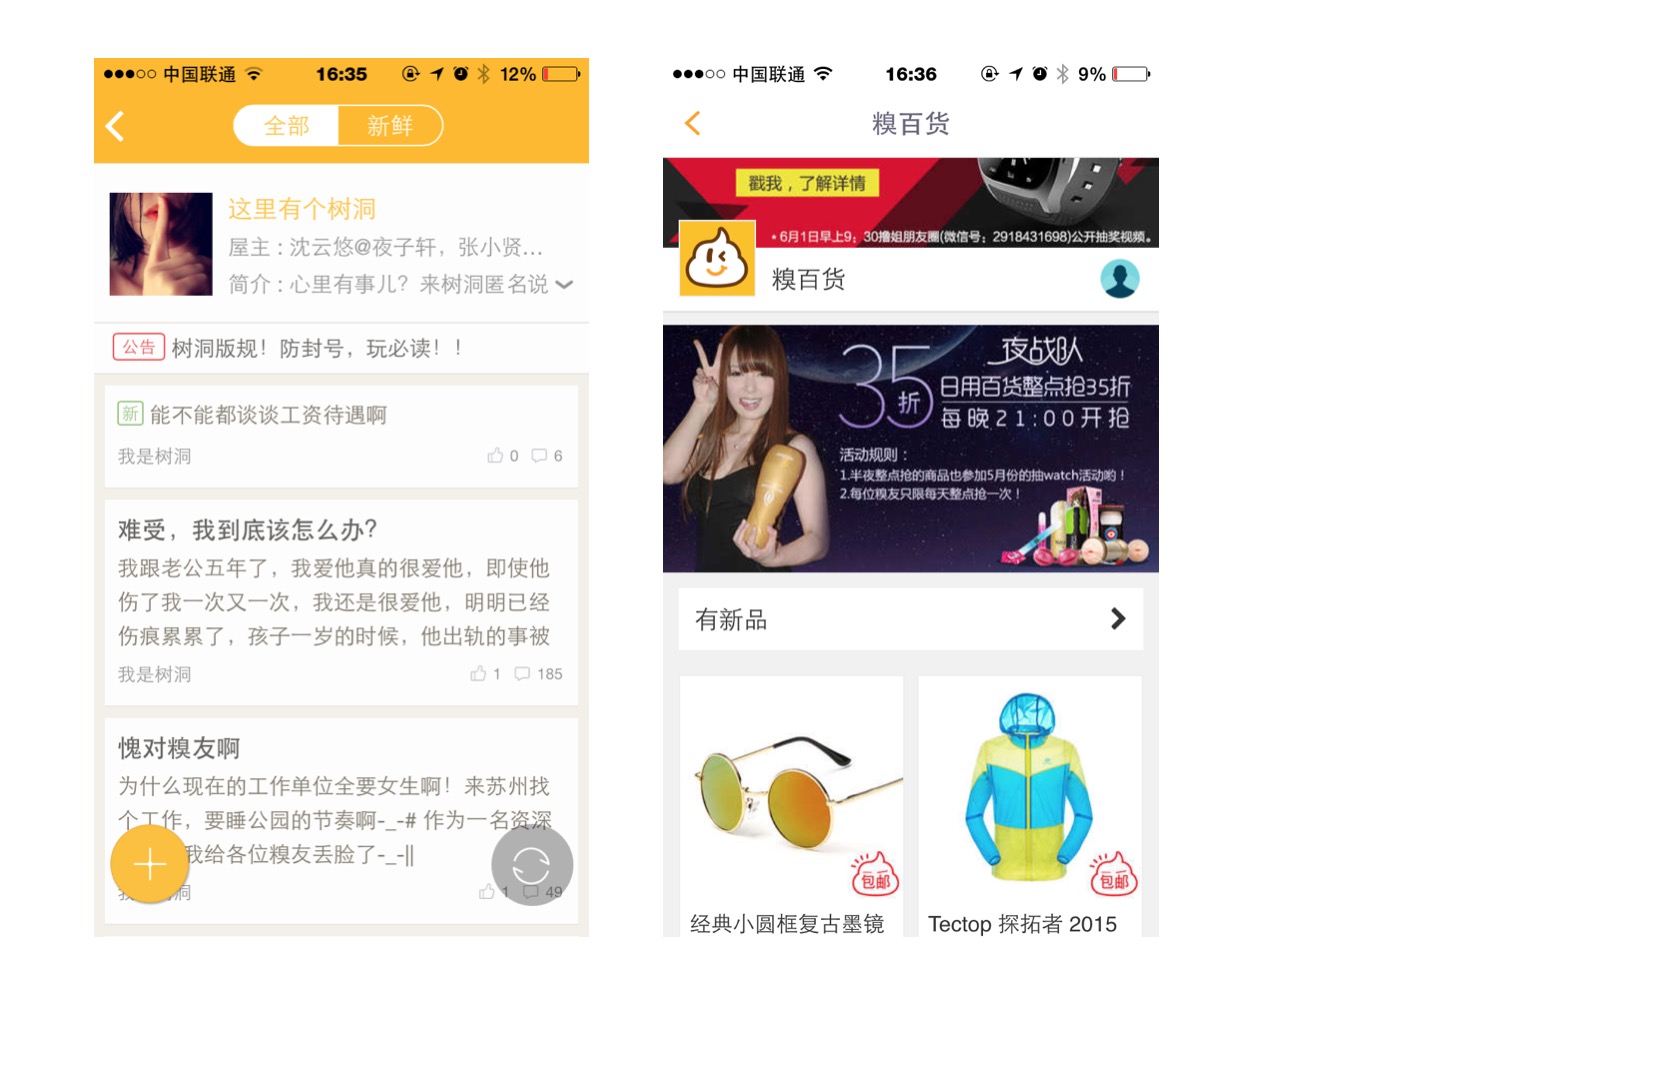 中国联通
16:35
12%
全部
新鲜
这里有个树洞
屋主：沈云悠@夜子轩，张小贤...
简介：心里有事儿？来树洞匿名说
公告 树洞版规！防封号，玩必读！！
新 能不能都谈谈工资待遇啊
我是树洞
0
6
难受，我到底该怎么办？
我跟老公五年了，我爱他真的很爱他，即使他
伤了我一次又一次，我还是很爱他，明明已经
伤痕累累了，孩子一岁的时候，他出轨的事被
我是树洞
1
185
愧对糗友啊
为什么现在的工作单位全要女生啊！来苏州找
个工作，要睡公园的节奏啊-_-# 作为一名资深
我给各位糗友丢脸了-_-||
洞
1
49
中国联通
16:36
9%
糗百货
戳我，了解详情
•6月1日早上9：30撸姐朋友圈(微信号：2918431698)公开抽奖视频。
糗百货
夜战队
35折
日用百货整点抢35折
每晚21:00开抢
活动规则：
1.半夜整点抢的商品也参加5月份的抽watch活动哟！
2.每位糗友只限每天整点抢一次！
有新品
包邮
包邮
经典小圆框复古墨镜
Tectop 探拓者 2015